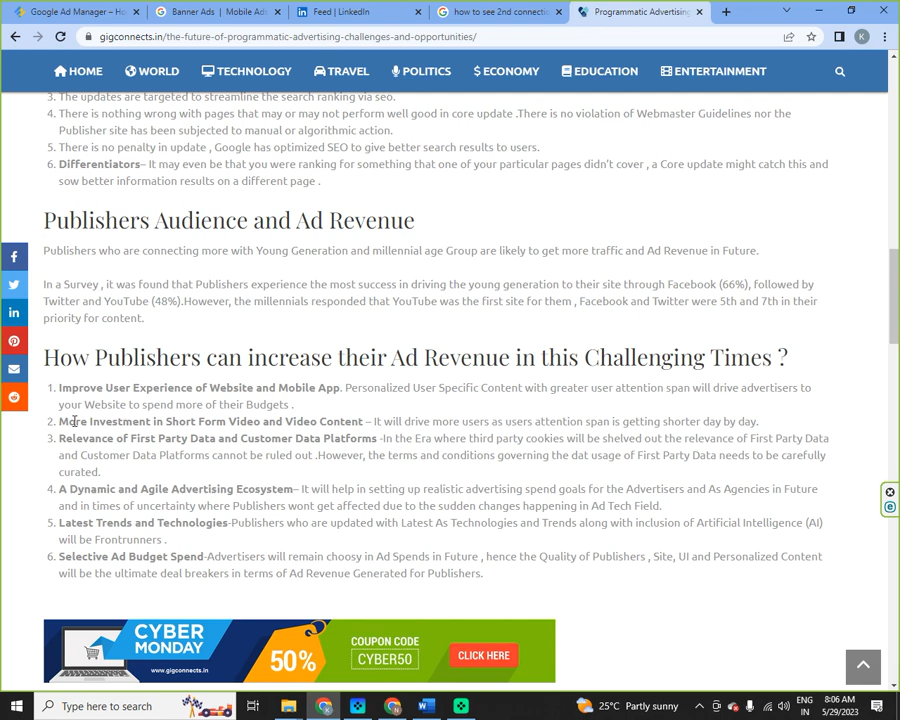 Google Ad Manager – Ho
Banner Ads | Mobile Ads
Feed | LinkedIn
how to see 2nd connectio
Programmatic Advertising
gigconnects.in/the-future-of-programmatic-advertising-challenges-and-opportunities/
K
HOME WORLD TECHNOLOGY TRAVEL POLITICS $ ECONOMY EDUCATION ENTERTAINMENT
3. The updates are targeted to streamline the search ranking via seo.
4. There is nothing wrong with pages that may or may not perform well good in core update .There is no violation of Webmaster Guidelines nor the
Publisher site has been subjected to manual or algorithmic action.
5. There is no penalty in update , Google has optimized SEO to give better search results to users.
6. Differentiators– It may even be that you were ranking for something that one of your particular pages didn't cover , a Core update might catch this and
sow better information results on a different page .
Publishers Audience and Ad Revenue
Publishers who are connecting more with Young Generation and millennial age Group are likely to get more traffic and Ad Revenue in Future.
In a Survey , it was found that Publishers experience the most success in driving the young generation to their site through Facebook (66%), followed by
Twitter and YouTube (48%).However, the millennials responded that YouTube was the first site for them , Facebook and Twitter were 5th and 7th in their
priority for content.
How Publishers can increase their Ad Revenue in this Challenging Times ?
1. Improve User Experience of Website and Mobile App. Personalized User Specific Content with greater user attention span will drive advertisers to
your Website to spend more of their Budgets .
2. More Investment in Short Form Video and Video Content – It will drive more users as users attention span is getting shorter day by day.
3. Relevance of First Party Data and Customer Data Platforms -In the Era where third party cookies will be shelved out the relevance of First Party Data
and Customer Data Platforms cannot be ruled out .However, the terms and conditions governing the dat usage of First Party Data needs to be carefully
curated.
4. A Dynamic and Agile Advertising Ecosystem– It will help in setting up realistic advertising spend goals for the Advertisers and As Agencies in Future
and in times of uncertainty where Publishers wont get affected due to the sudden changes happening in Ad Tech Field.
5. Latest Trends and Technologies-Publishers who are updated with Latest As Technologies and Trends along with inclusion of Artificial Intelligence (AI)
will be Frontrunners .
6. Selective Ad Budget Spend-Advertisers will remain choosy in Ad Spends in Future , hence the Quality of Publishers , Site, UI and Personalized Content
will be the ultimate deal breakers in terms of Ad Revenue Generated for Publishers.
CYBER
MONDAY
www.gigconnects.in
50%
COUPON CODE
CYBER50
CLICK HERE
Type here to search
25°C Partly sunny
ENG
IN
8:06 AM
5/29/2023